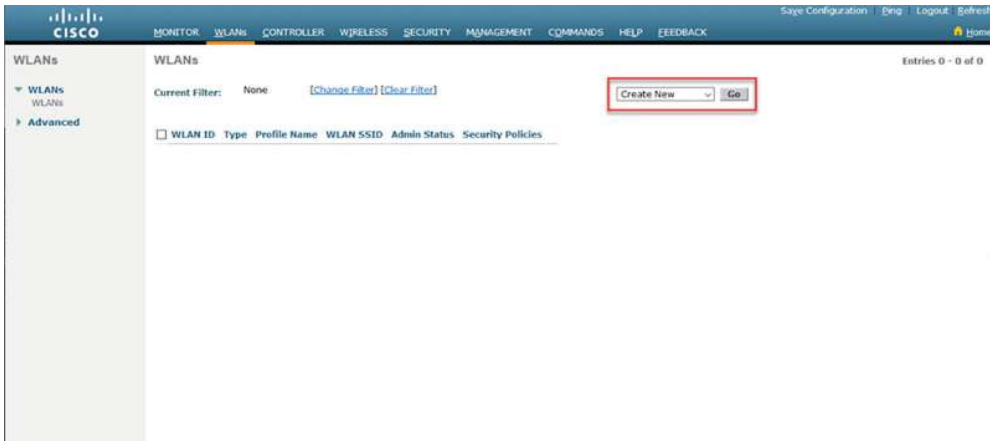 Save Configuration Ping Logout Refresh
CISCO
MONITOR WLANs CONTROLLER WIRELESS SECURITY MANAGEMENT COMMANDS HELP FEEDBACK
Home
WLANs
WLANs
WLANs
Advanced
WLANs
Entries 0 - 0 of 0
Current Filter: None [Change Filter] [Clear Filter]
Create New Go
WLAN ID Type Profile Name WLAN SSID Admin Status Security Policies